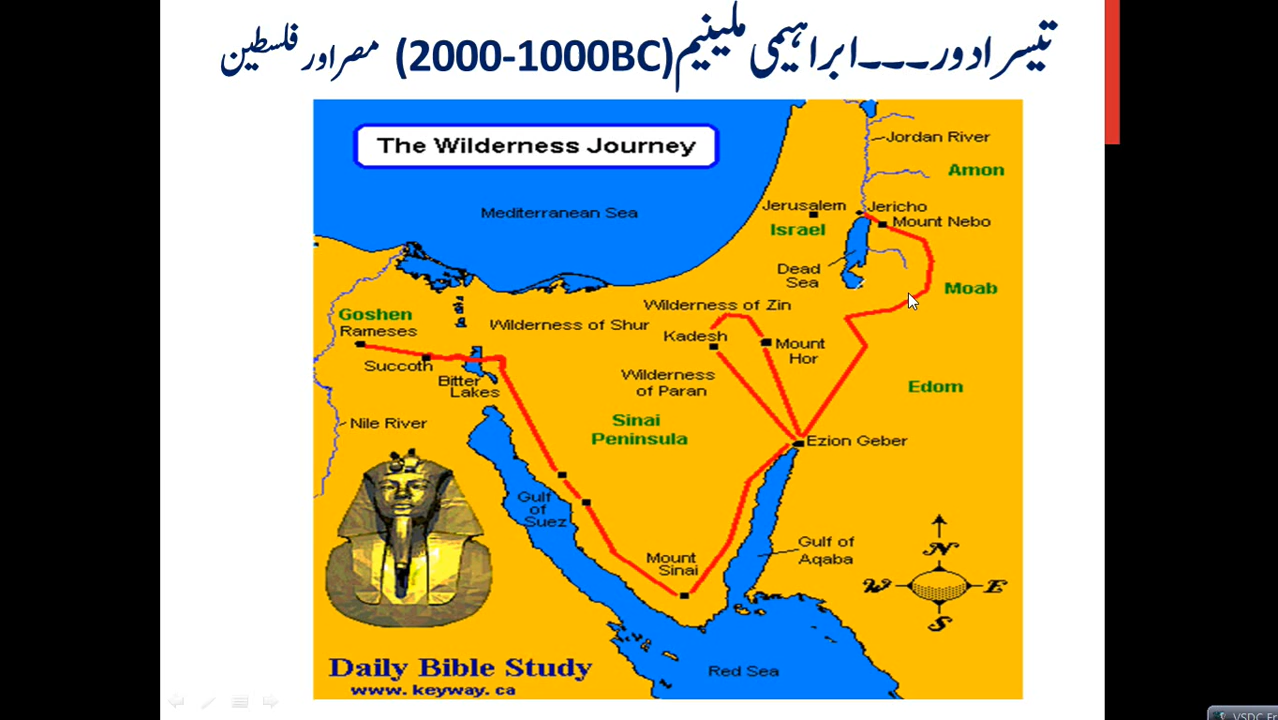 تیسرا دور۔۔۔ابراہیمی ملینیم(2000-1000BC) مصر اور فلسطین
The Wilderness Journey
Jordan River
Amon
Mediterranean Sea
Jerusalem
Jericho
Mount Nebo
Israel
Dead
Sea
Moab
Wilderness of Zin
Goshen
Rameses
Wilderness of Shur
Kadesh
Mount
Hor
Succoth
Bitter
Lakes
Wilderness
of Paran
Edom
Sinai
Peninsula
Nile River
Ezion Geber
Gulf
of
Suez
Gulf of
Aqaba
Mount
Sinai
N
W
E
S
Daily Bible Study
www.keyway.ca
Red Sea